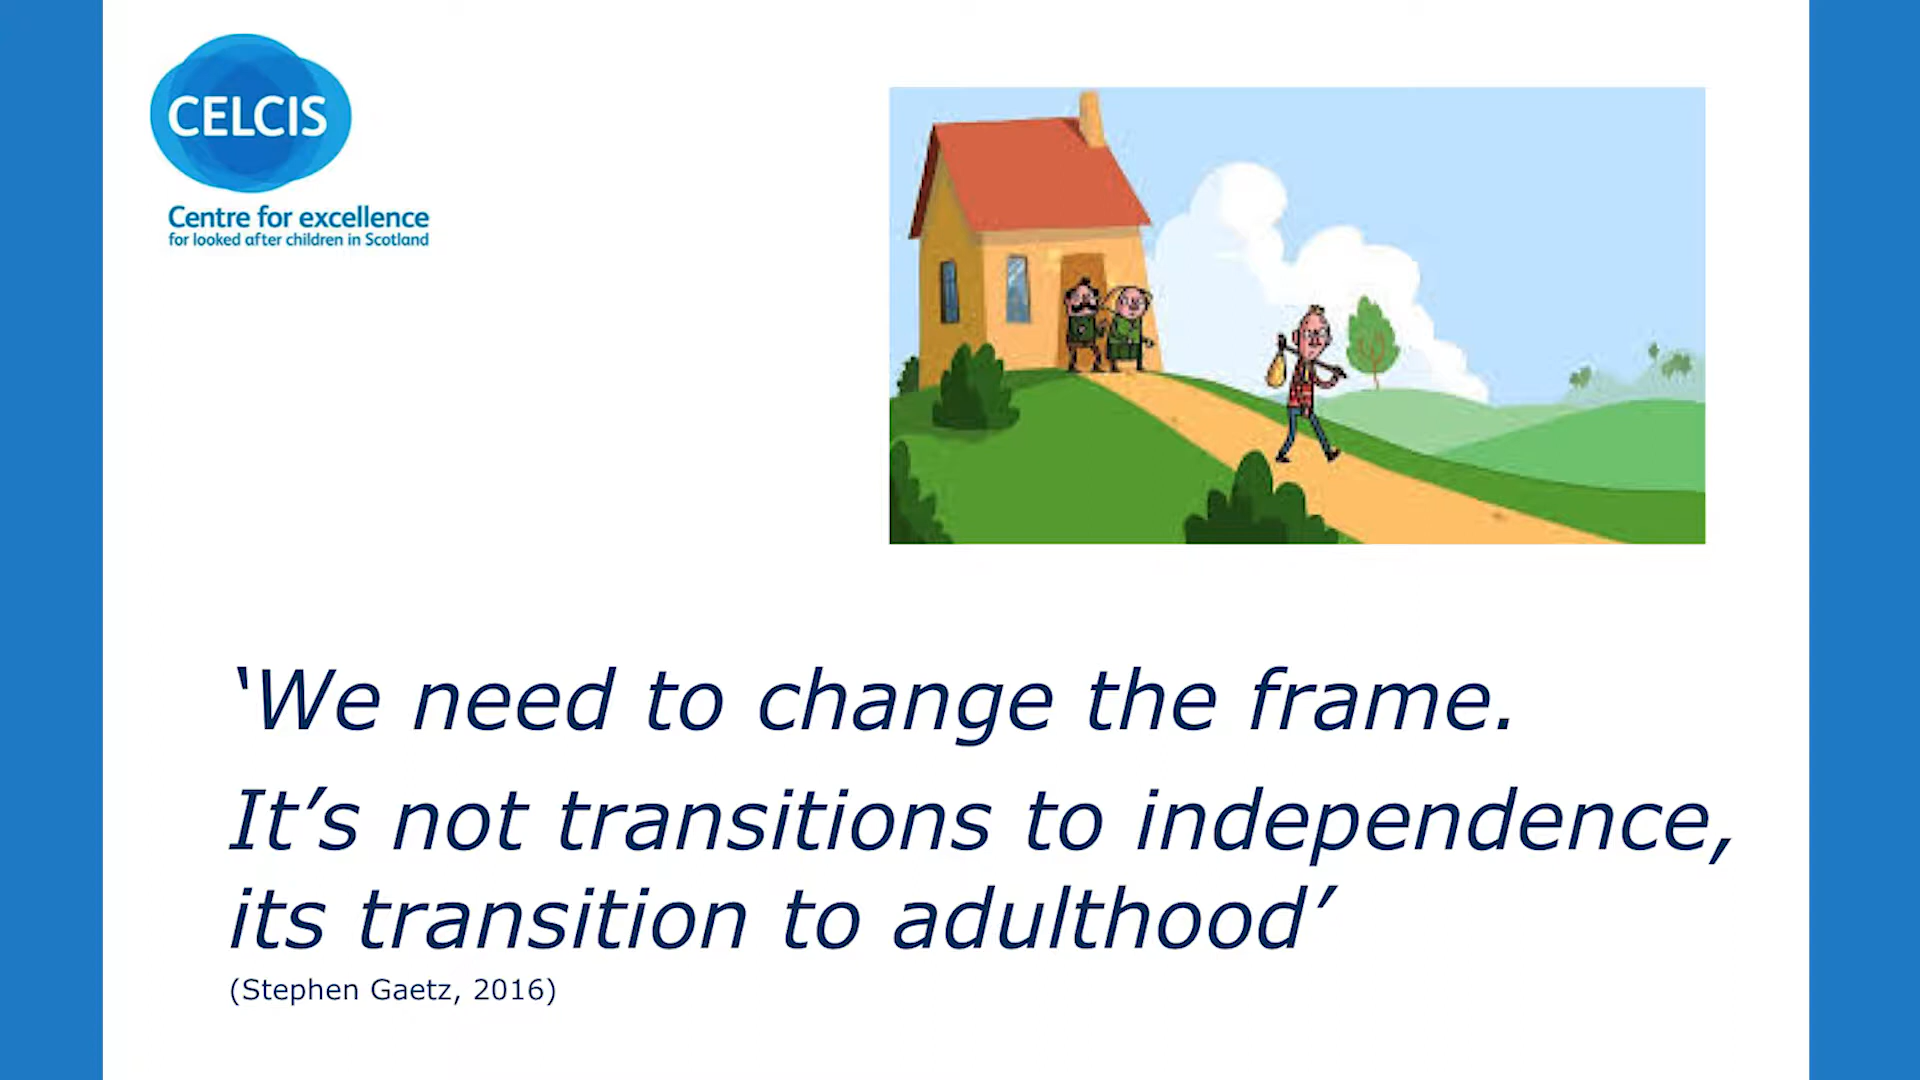 CELCIS
Centre for excellence
for looked after children in Scotland
‘We need to change the frame.
It’s not transitions to independence,
its transition to adulthood’
(Stephen Gaetz, 2016)